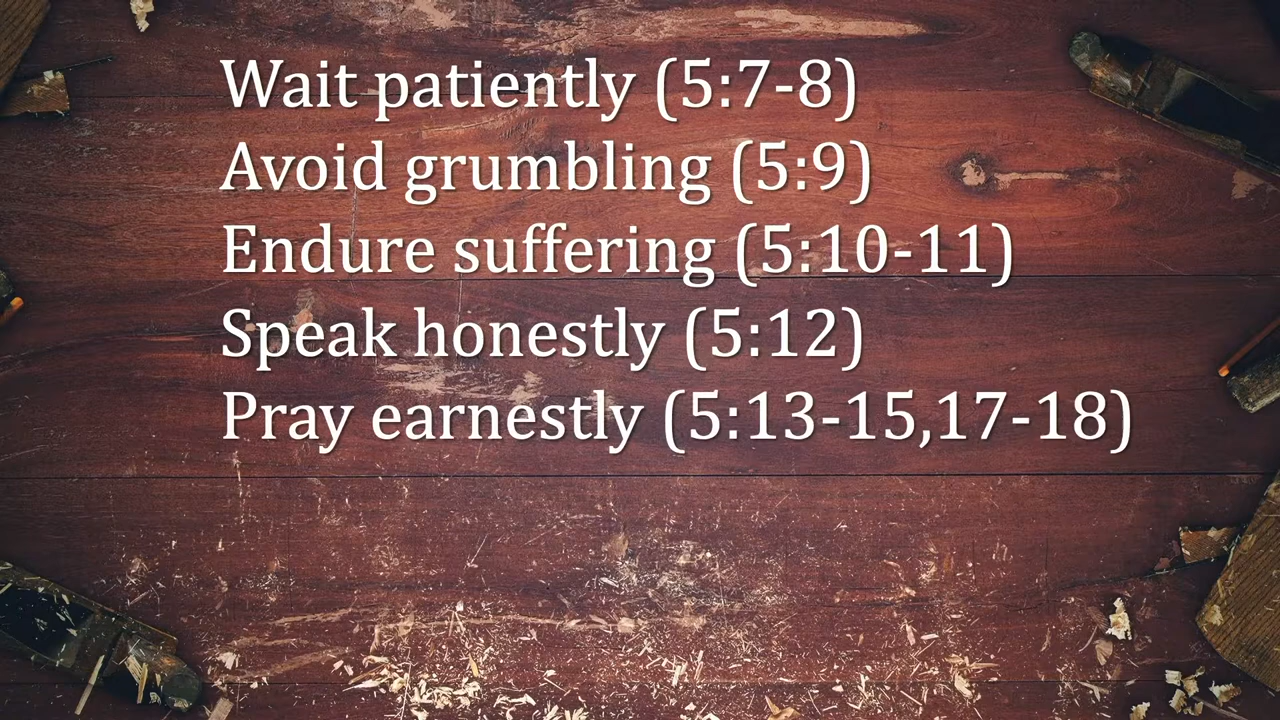 Wait patiently (5:7-8)
Avoid grumbling (5:9)
Endure suffering (5:10-11)
Speak honestly (5:12)
Pray earnestly (5:13-15,17-18)